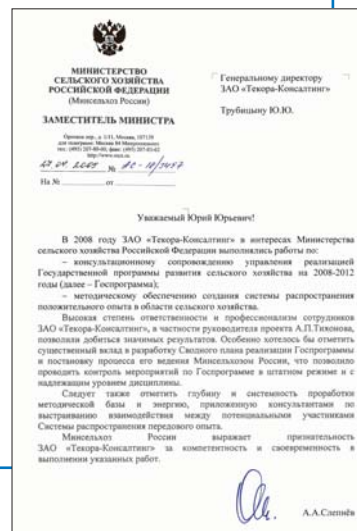 МИНИСТЕРСТВО
СЕЛЬСКОГО ХОЗЯЙСТВА
РОССИЙСКОЙ ФЕДЕРАЦИИ
(Минсельхоз России)
ЗАМЕСТИТЕЛЬ МИНИСТРА
Генеральному директору
ЗАО «Текора-Консалтинг»
Трубицыну Ю.Ю.
На № от
Уважаемый Юрий Юрьевич!
В 2008 году ЗАО «Текора-Консалтинг» в интересах Министерства
сельского хозяйства Российской Федерации выполнялись работы по:
– консультационному сопровождению управления реализацией
Государственной программы развития сельского хозяйства на 2008-2012
годы (далее – Госпрограмма);
– методическому обеспечению создания системы распространения
положительного опыта в области сельского хозяйства.
Высокая степень ответственности и профессионализм сотрудников
ЗАО «Текора-Консалтинг», в частности руководителя проекта А.П.Тихонова,
позволили добиться значимых результатов. Особенно хотелось бы отметить
существенный вклад в разработку Сводного плана реализации Госпрограммы
и постановку процесса его ведения Минсельхозом России, что позволило
проводить контроль мероприятий по Госпрограмме в штатном режиме и с
надлежащим уровнем дисциплины.
Следует также отметить глубину и системность проработки
методической базы и энергию, приложенную консультантами по
выстраиванию взаимодействия между потенциальными участниками
Системы распространения передового опыта.
Минсельхоз России выражает признательность
ЗАО «Текора-Консалтинг» за компетентность и своевременность в
выполнении указанных работ.
А.А.Слепнёв